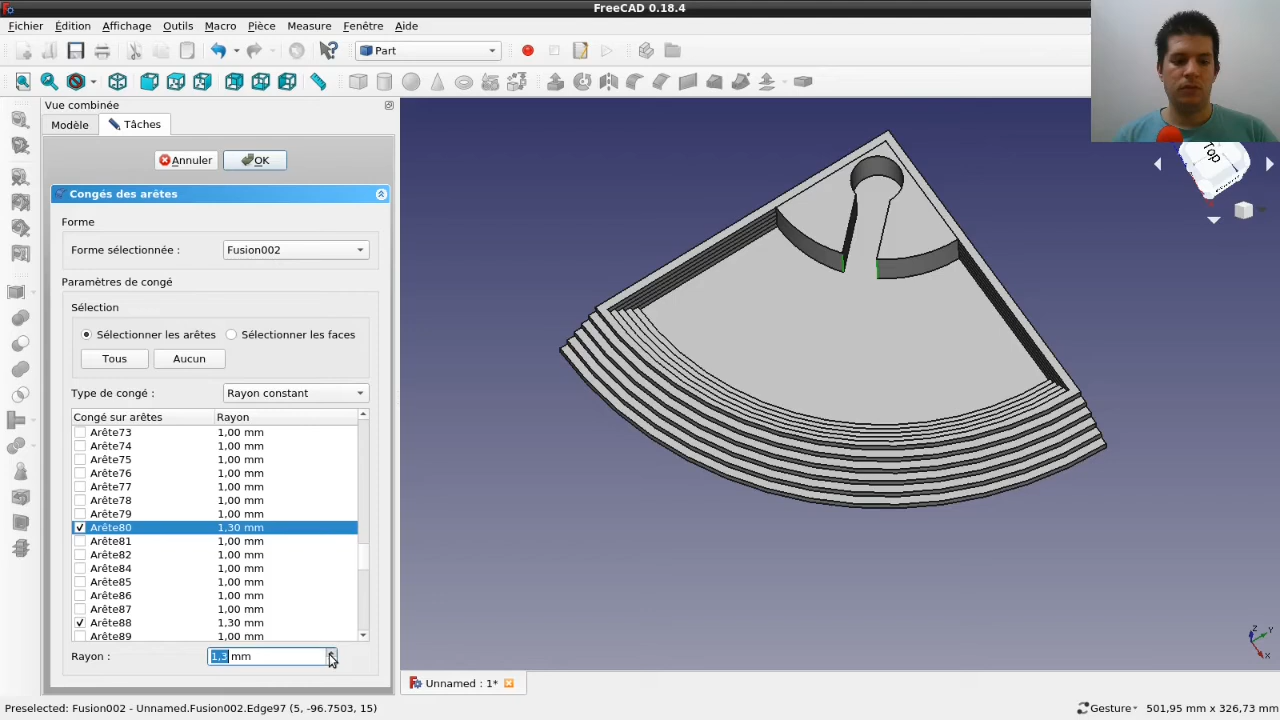 FreeCAD 0.18.4
Fichier Édition Affichage Outils Macro Pièce Fenêtre Measure Aide
Part
Vue combinée
Modèle Tâches
Annuler OK
Congés des arêtes
Forme
Forme sélectionnée : Fusion002
Paramètres de congé
Sélection
Sélectionner les arêtes Sélectionner les faces
Tous Aucun
Type de congé : Rayon constant
Congé sur arêtes Rayon
Arête73 1,00 mm
Arête74 1,00 mm
Arête75 1,00 mm
Arête76 1,00 mm
Arête77 1,00 mm
Arête78 1,00 mm
Arête79 1,00 mm
Arête80 1,30 mm
Arête81 1,00 mm
Arête82 1,00 mm
Arête84 1,00 mm
Arête85 1,00 mm
Arête86 1,00 mm
Arête87 1,00 mm
Arête88 1,30 mm
Arête89 1,00 mm
Rayon : 1,3 mm
Top
Z Y X
Unnamed : 1*
Preselected: Fusion002 - Unnamed.Fusion002.Edge97 (5, -96.7503, 15) Gesture 501,95 mm x 326,73 mm